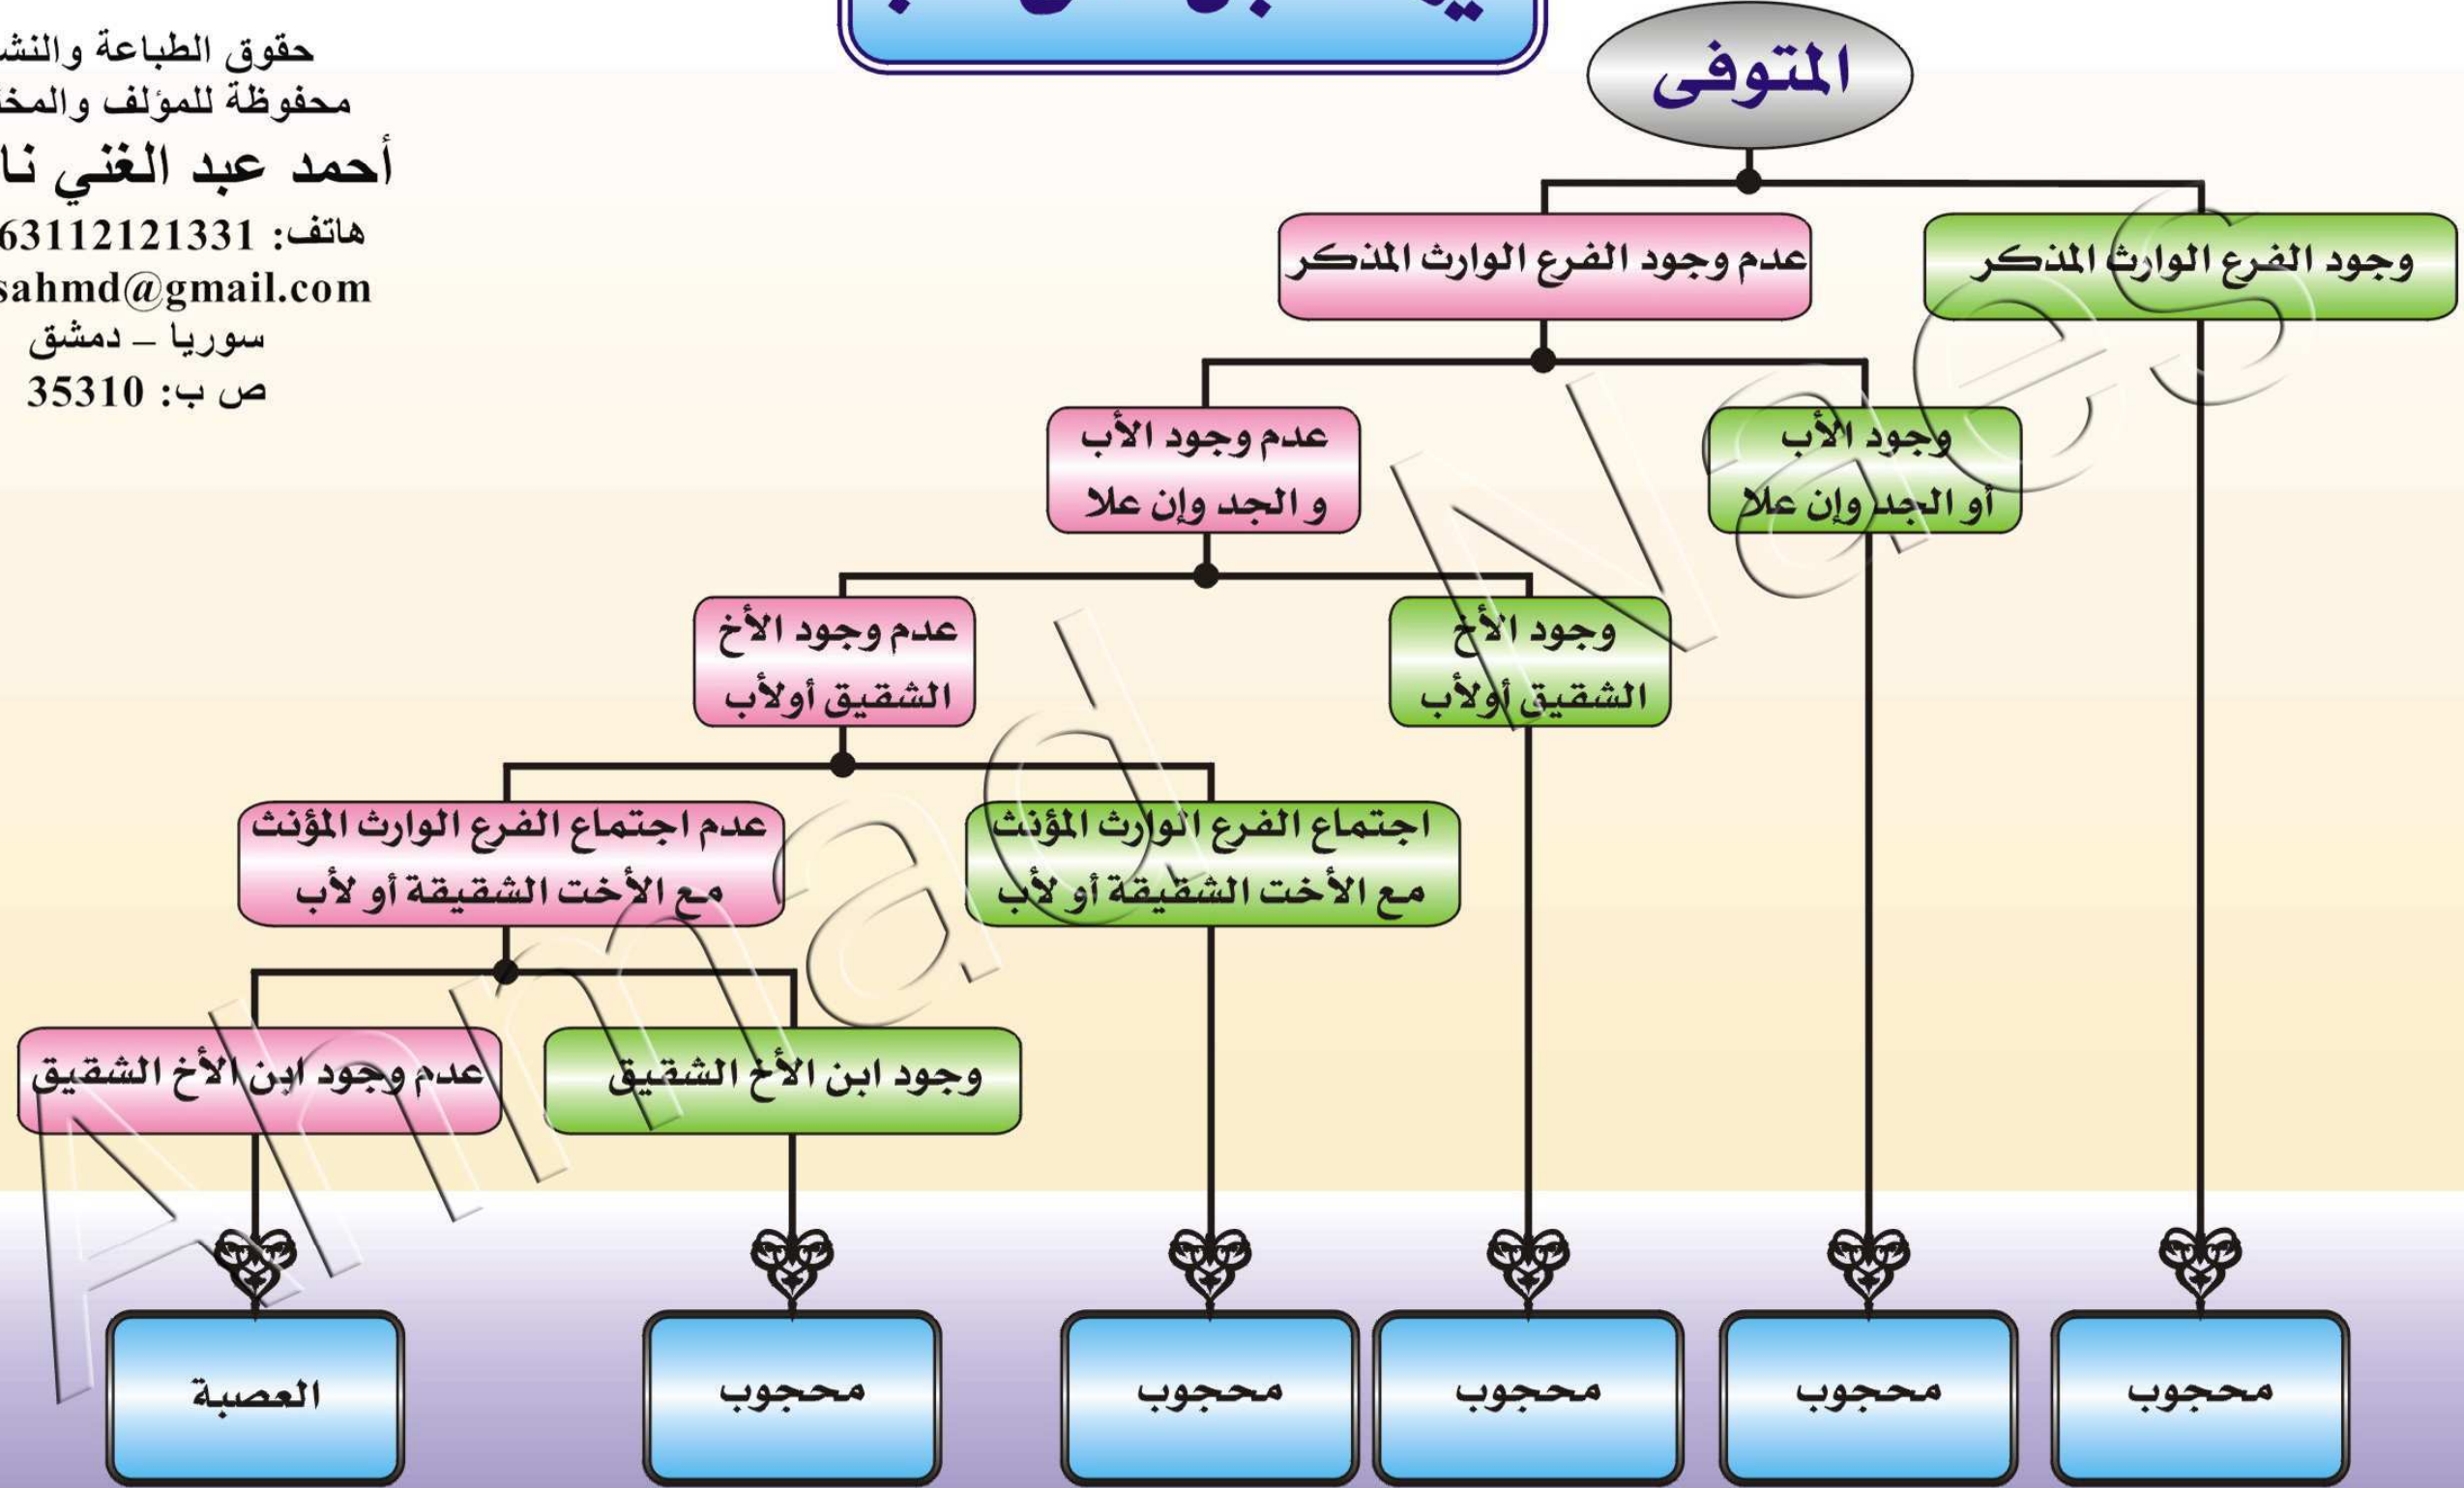 المتوفى
حقوق الطباعة والنشر
محفوظة للمؤلف
أحمد عبد الغني
هاتف: 63112121331
sahmd@gmail.com
سوريا – دمشق
ص ب: 35310
وجود الفرع الوارث المذكر
عدم وجود الفرع الوارث المذكر
وجود الأب
أو الجد وإن علا
عدم وجود الأب
و الجد وإن علا
وجود الأخ
الشقيق أولأب
عدم وجود الأخ
الشقيق أولأب
اجتماع الفرع الوارث المؤنث
مع الأخت الشقيقة أو لأب
عدم اجتماع الفرع الوارث المؤنث
مع الأخت الشقيقة أو لأب
وجود ابن الأخ الشقيق
عدم وجود ابن الأخ الشقيق
محجوب
محجوب
محجوب
محجوب
محجوب
العصبة
Ahmad Naes